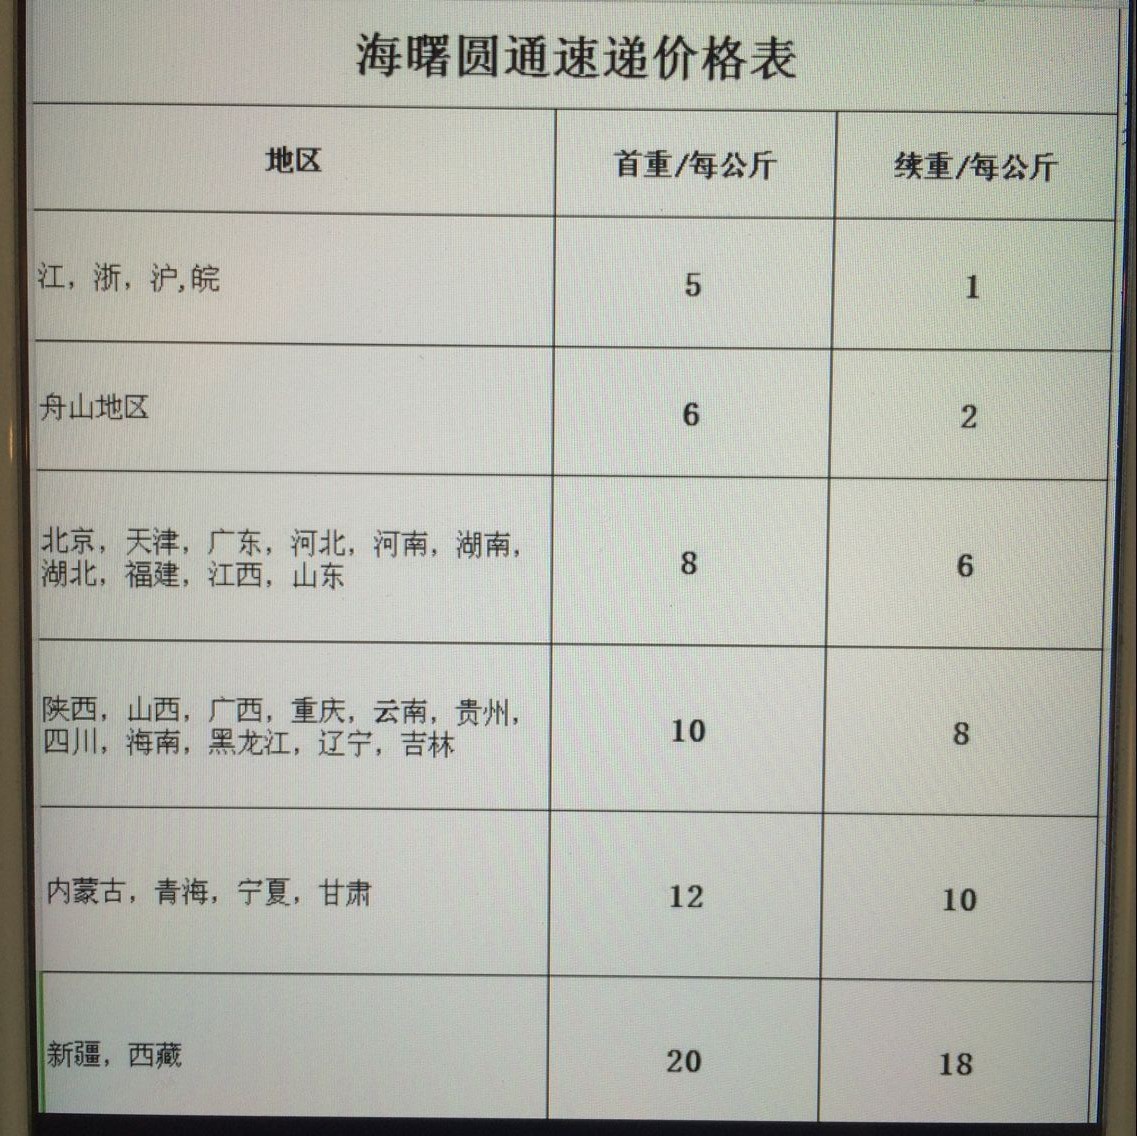 海曙圆通速递价格表
地区 首重/每公斤 续重/每公斤
江，浙，沪,皖 5 1
舟山地区 6 2
北京，天津，广东，河北，河南，湖南，
湖北，福建，江西，山东 8 6
陕西，山西，广西，重庆，云南，贵州，
四川，海南，黑龙江，辽宁，吉林 10 8
内蒙古，青海，宁夏，甘肃 12 10
新疆，西藏 20 18